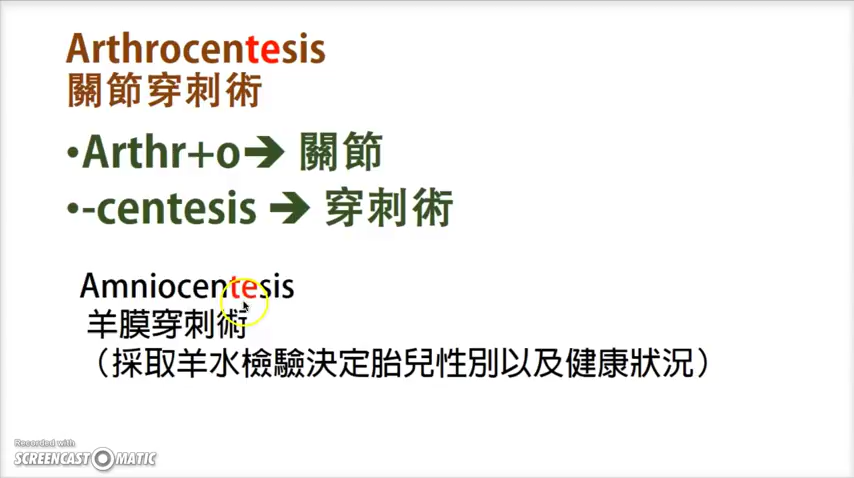 Arthrocentesis
關節穿刺術
•Arthr+o➔ 關節
•-centesis ➔ 穿刺術
Amniocentesis
羊膜穿刺術
（採取羊水檢驗決定胎兒性別以及健康狀況）
Recorded with
SCREENCAST-O-MATIC